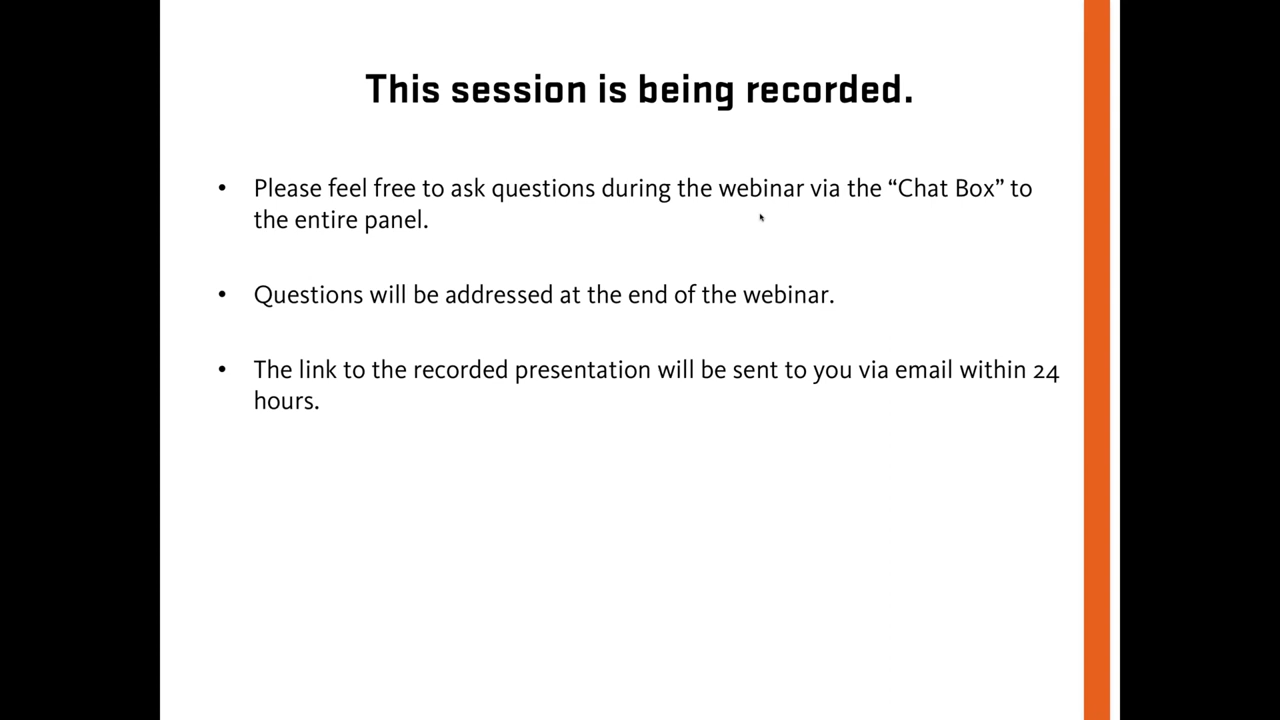 This session is being recorded.
• Please feel free to ask questions during the webinar via the “Chat Box” to
the entire panel.
• Questions will be addressed at the end of the webinar.
• The link to the recorded presentation will be sent to you via email within 24
hours.